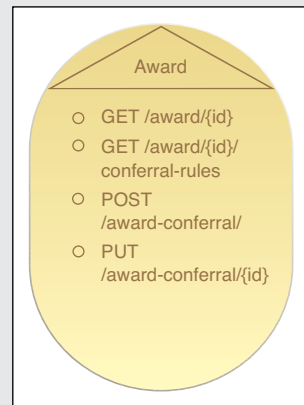 Award
GET /award/{id}
GET /award/{id}/
conferral-rules
POST
/award-conferral/
PUT
/award-conferral/{id}